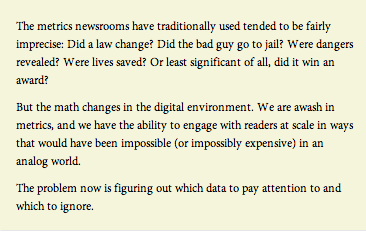 The metrics newsrooms have traditionally used tended to be fairly
imprecise: Did a law change? Did the bad guy go to jail? Were dangers
revealed? Were lives saved? Or least significant of all, did it win an
award?
But the math changes in the digital environment. We are awash in
metrics, and we have the ability to engage with readers at scale in ways
that would have been impossible (or impossibly expensive) in an
analog world.
The problem now is figuring out which data to pay attention to and
which to ignore.